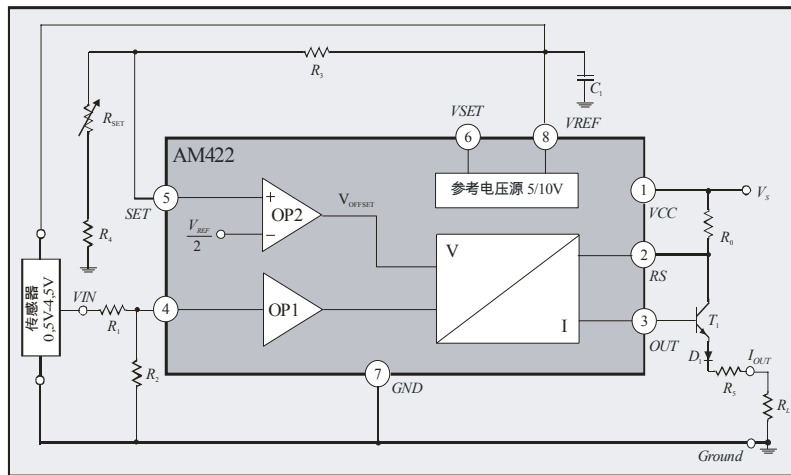 R3
C1
RSET
VSET
VREF
6
8
AM422
参考电压源 5/10V
5
SET
+
OP2
−
VREF
2
VOFFSET
1
VCC
VS
R0
R4
V
I
2
RS
传感器
0,5V-4,5V
VIN
R1
4
OP1
3
OUT
T1
D1
R5
IOUT
R2
7
GND
RL
Ground